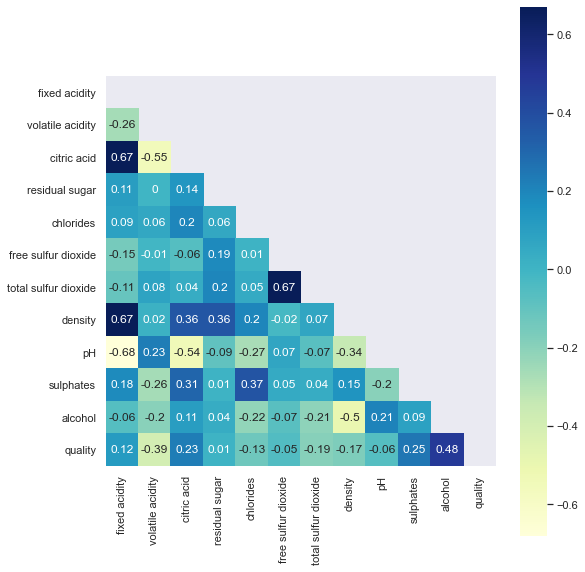 fixed acidity
volatile acidity -0.26
citric acid 0.67 -0.55
residual sugar 0.11 0 0.14
chlorides 0.09 0.06 0.2 0.06
free sulfur dioxide -0.15 -0.01 -0.06 0.19 0.01
total sulfur dioxide -0.11 0.08 0.04 0.2 0.05 0.67
density 0.67 0.02 0.36 0.36 0.2 -0.02 0.07
pH -0.68 0.23 -0.54 -0.09 -0.27 0.07 -0.07 -0.34
sulphates 0.18 -0.26 0.31 0.01 0.37 0.05 0.04 0.15 -0.2
alcohol -0.06 -0.2 0.11 0.04 -0.22 -0.07 -0.21 -0.5 0.21 0.09
quality 0.12 -0.39 0.23 0.01 -0.13 -0.05 -0.19 -0.17 -0.06 0.25 0.48
fixed acidity
volatile acidity
citric acid
residual sugar
chlorides
free sulfur dioxide
total sulfur dioxide
density
pH
sulphates
alcohol
quality
0.6
0.4
0.2
0.0
−0.2
−0.4
−0.6